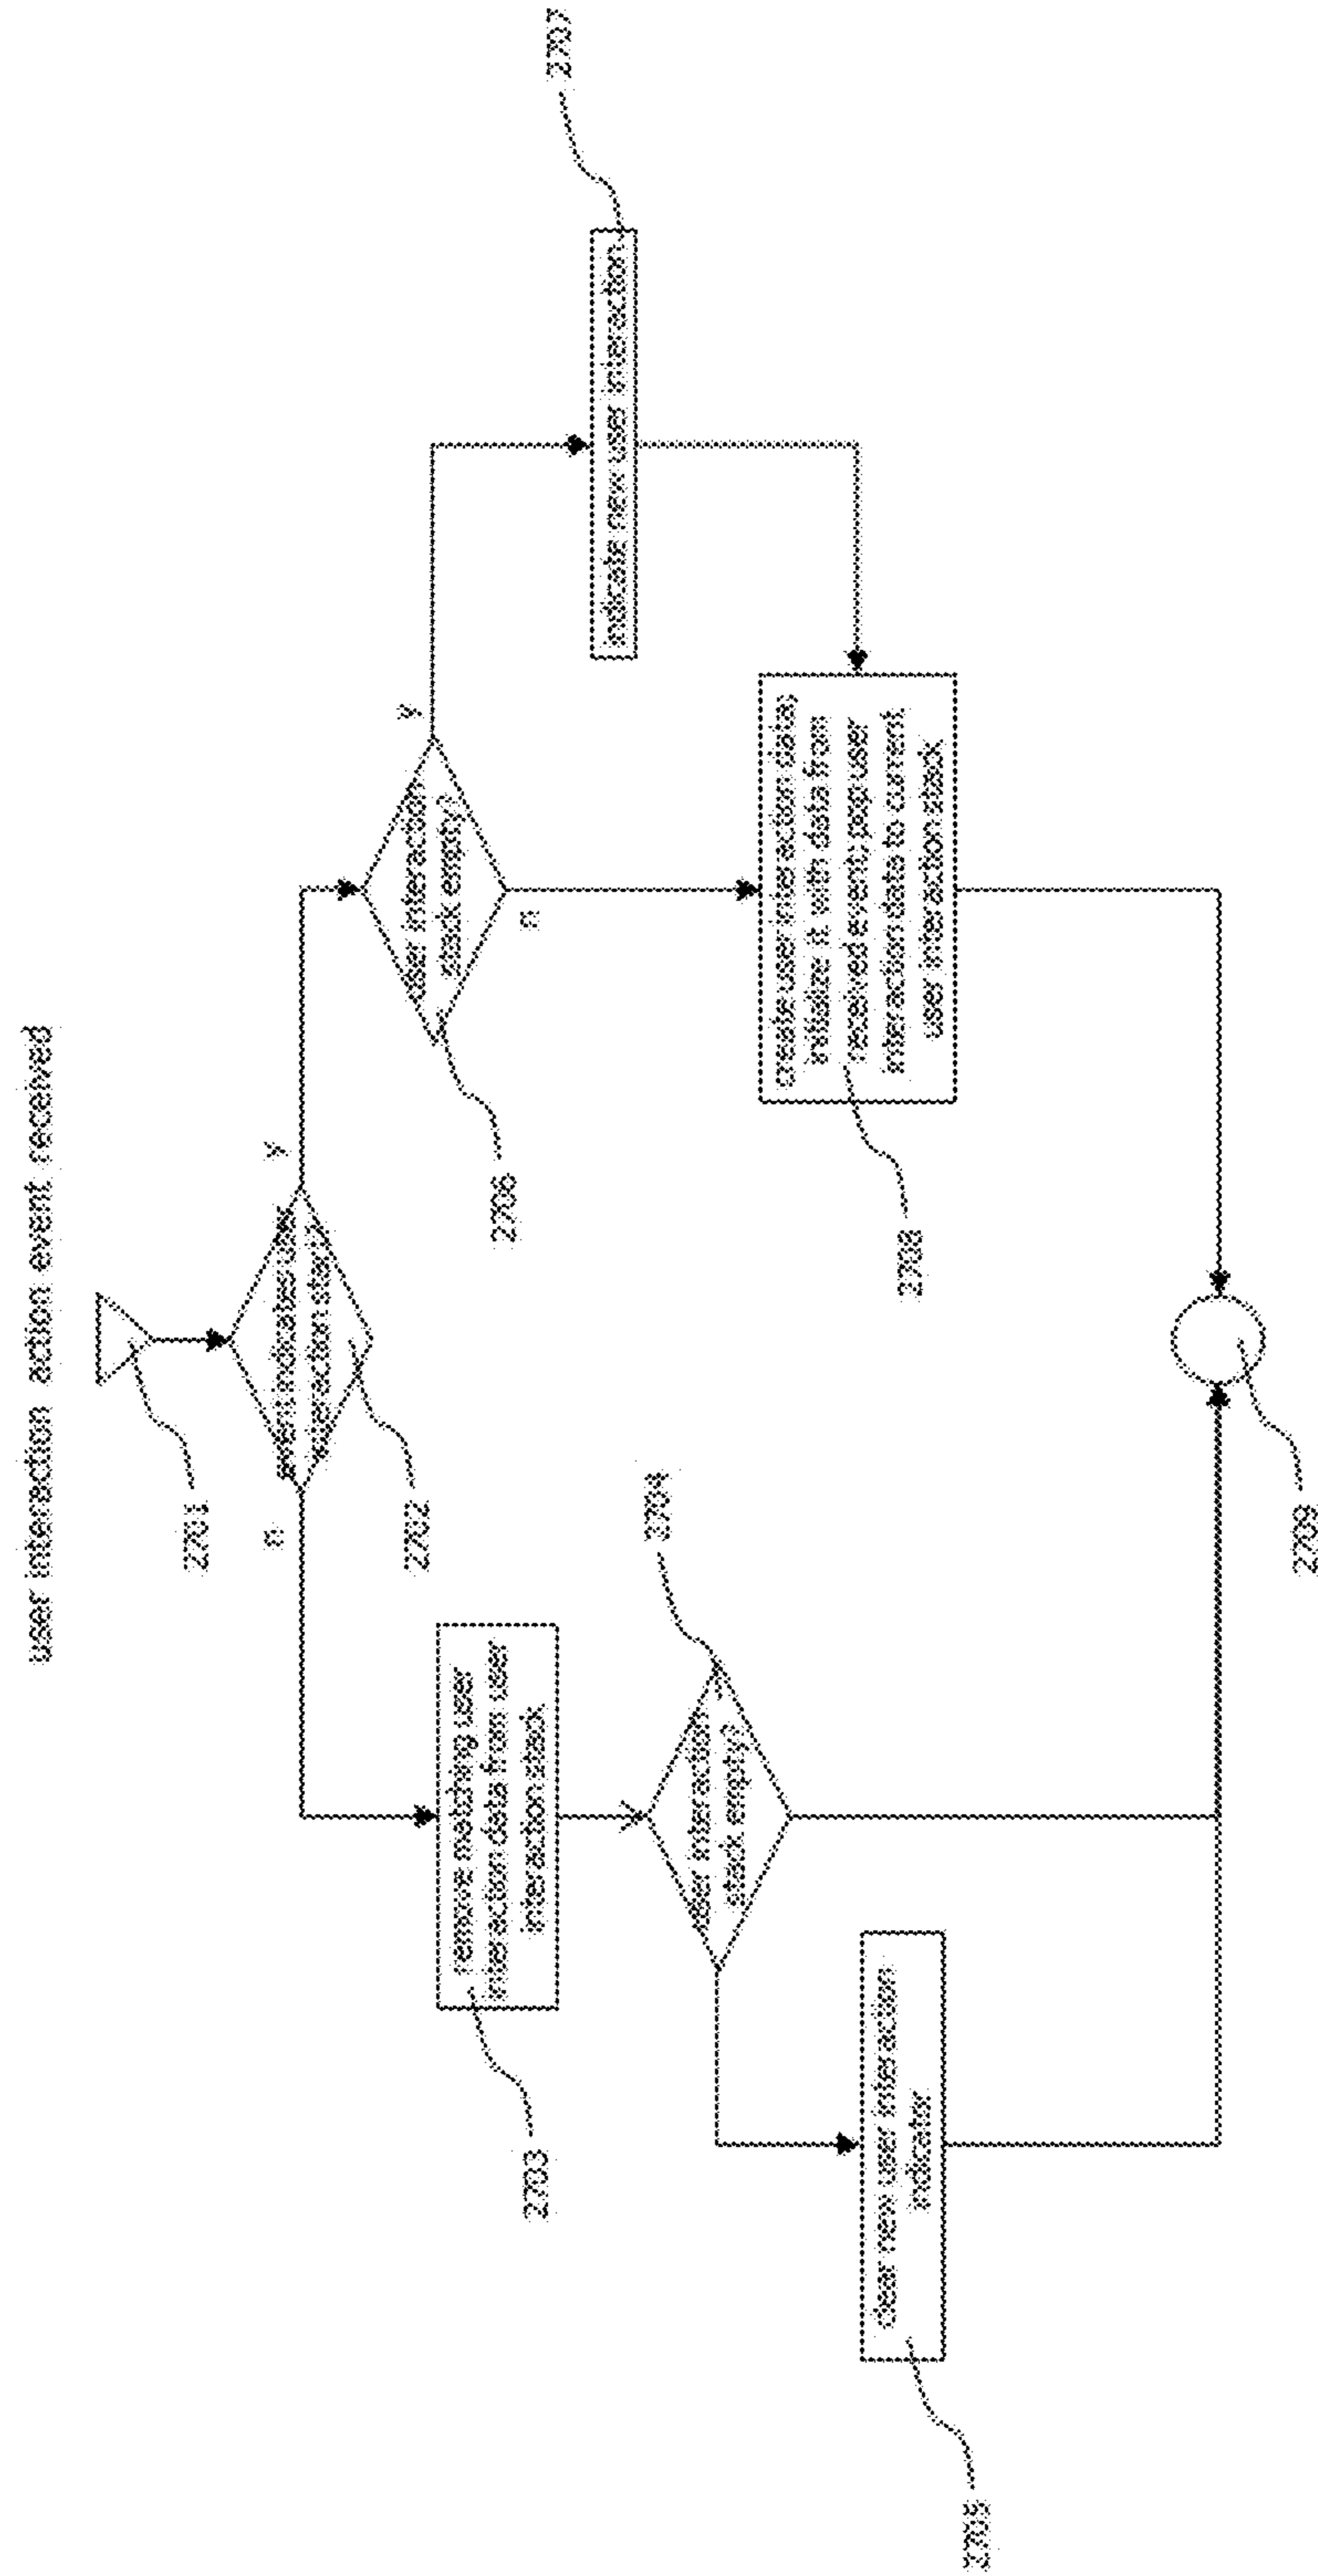 user interaction action event received
2701
event indicates user
interaction start?
n
y
2702
remove matching user
interaction data from user
interaction stack
2703
user interaction
stack empty?
2704
clear new user interaction
indicator
2705
user interaction
stack empty?
y
n
2706
indicate new user interaction
2707
create user interaction data;
initialize it with data from
received event; pop user
interaction data to current
user interaction stack
2708
2709